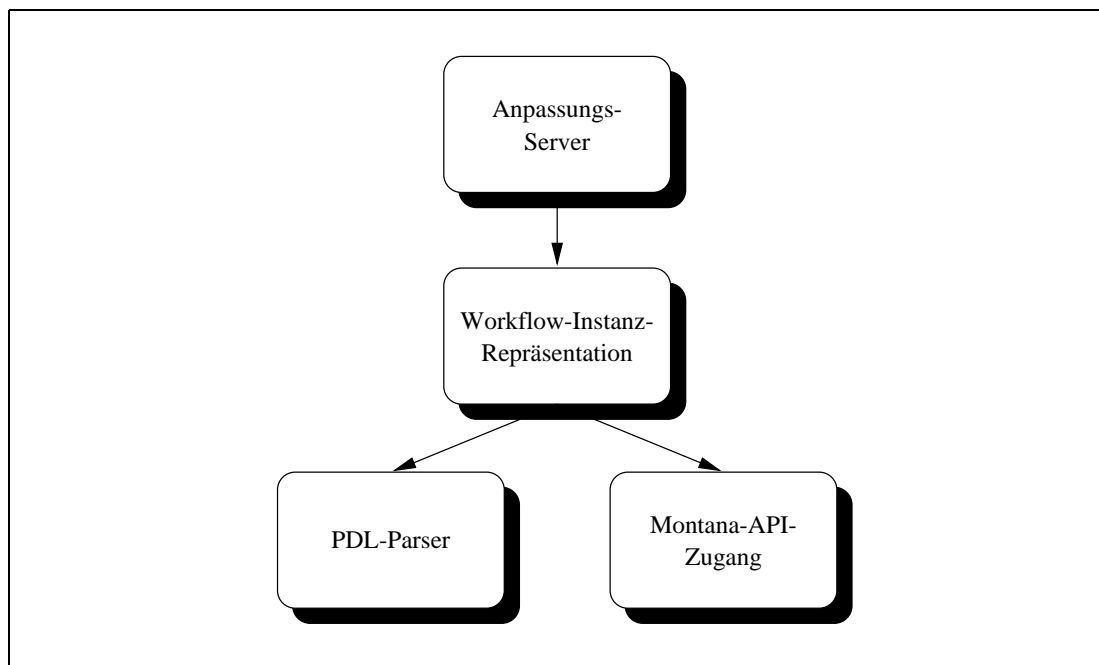 Anpassungs-
Server
Workflow-Instanz-
Repräsentation
PDL-Parser
Montana-API-
Zugang